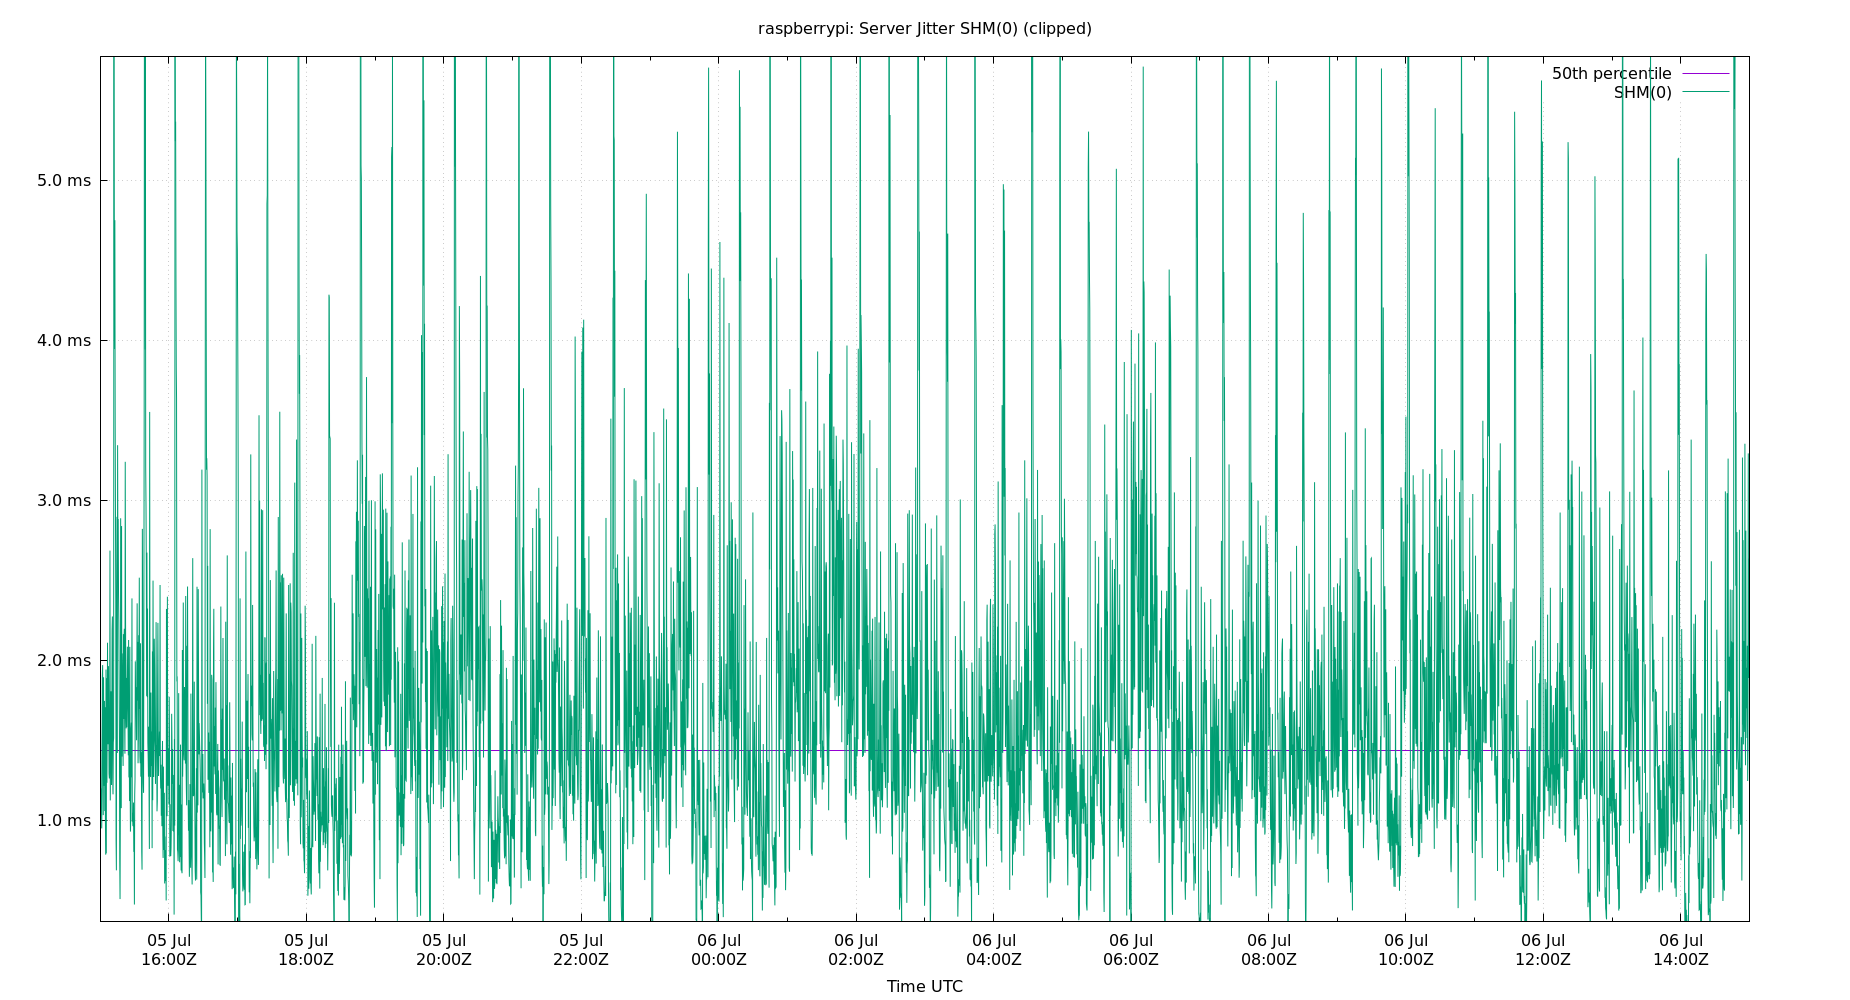 raspberrypi: Server Jitter SHM(0) (clipped)
50th percentile
SHM(0)
5.0 ms
4.0 ms
3.0 ms
2.0 ms
1.0 ms
05 Jul 05 Jul 05 Jul 05 Jul 06 Jul 06 Jul 06 Jul 06 Jul 06 Jul 06 Jul 06 Jul 06 Jul
16:00Z 18:00Z 20:00Z 22:00Z 00:00Z 02:00Z 04:00Z 06:00Z 08:00Z 10:00Z 12:00Z 14:00Z
Time UTC